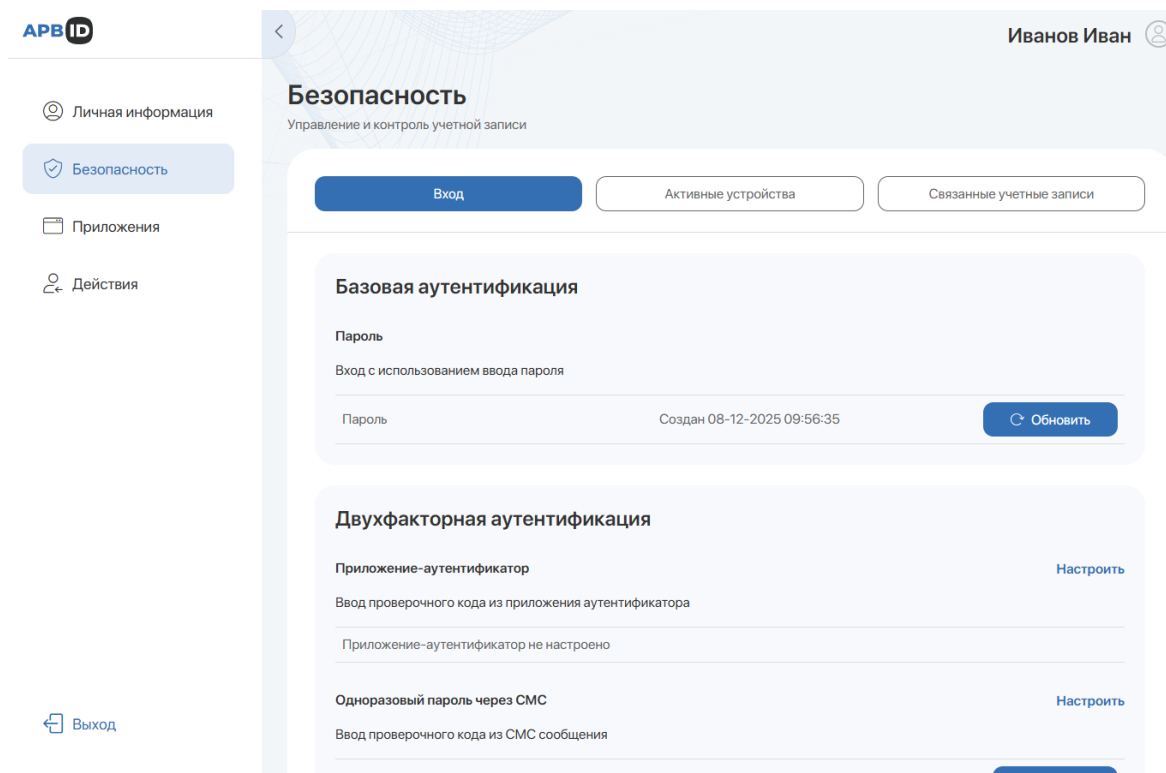 АРВ ID
Иванов Иван
Личная информация
Безопасность
Приложения
Действия
Выход
Безопасность
Управление и контроль учетной записи
Вход
Активные устройства
Связанные учетные записи
Базовая аутентификация
Пароль
Вход с использованием ввода пароля
Пароль Создан 08-12-2025 09:56:35 Обновить
Двухфакторная аутентификация
Приложение-аутентификатор Настроить
Ввод проверочного кода из приложения аутентификатора
Приложение-аутентификатор не настроено
Одноразовый пароль через СМС Настроить
Ввод проверочного кода из СМС сообщения